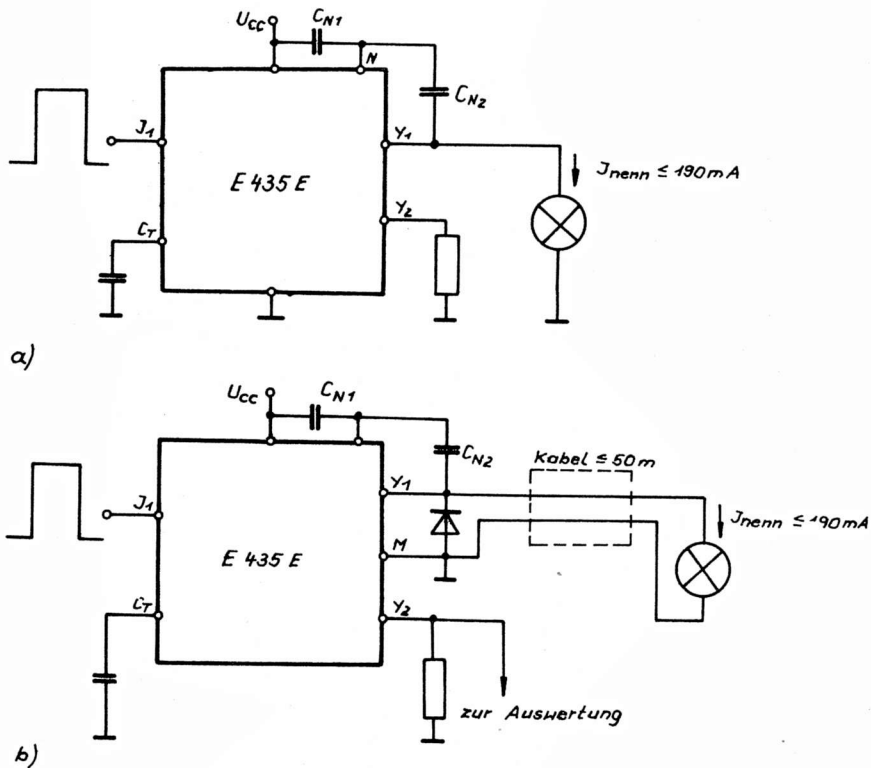 UCC
CN1
N
CN2
J1
Y1
Jnenn ≤ 190mA
E 435 E
Y2
CT
a)
UCC
CN1
CN2
Kabel ≤ 50m
J1
Y1
Jnenn ≤ 190mA
E 435 E
M
CT
Y2
zur Auswertung
b)